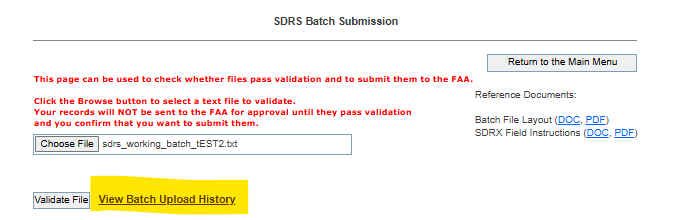 SDRS Batch Submission
Return to the Main Menu
This page can be used to check whether files pass validation and to submit them to the FAA.
Click the Browse button to select a text file to validate.
Your records will NOT be sent to the FAA for approval until they pass validation
and you confirm that you want to submit them.
Choose File sdrs_working_batch_tEST2.txt
Reference Documents:
Batch File Layout (DOC, PDF)
SDRX Field Instructions (DOC, PDF)
Validate File View Batch Upload History